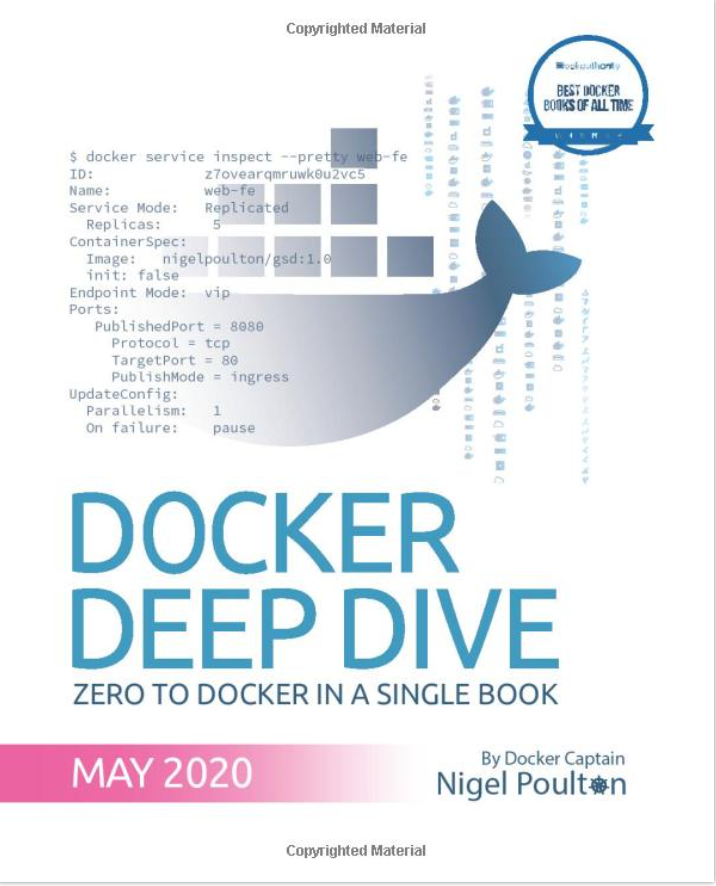 Copyrighted Material
BookAuthority
BEST DOCKER
BOOKS OF ALL TIME
$ docker service inspect --pretty web-fe
ID: z7ovearqmruwk0u2vc5
Name: web-fe
Service Mode: Replicated
Replicas: 5
ContainerSpec:
Image: nigelpoulton/gsd:1.0
init: false
Endpoint Mode: vip
Ports:
PublishedPort = 8080
Protocol = tcp
TargetPort = 80
PublishMode = ingress
UpdateConfig:
Parallelism: 1
On failure: pause
DOCKER
DEEP DIVE
ZERO TO DOCKER IN A SINGLE BOOK
MAY 2020
By Docker Captain
Nigel Poulton
Copyrighted Material